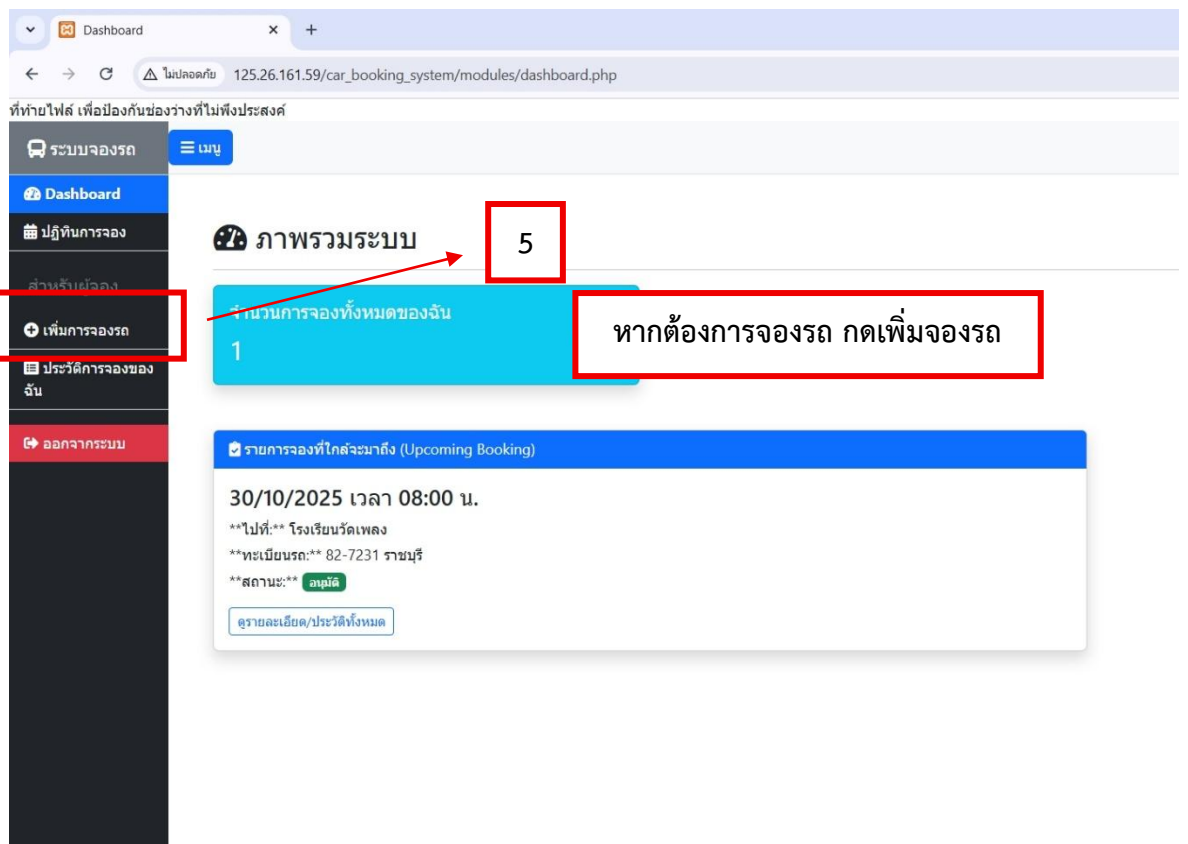 Dashboard
ไม่ปลอดภัย 125.26.161.59/car_booking_system/modules/dashboard.php
ที่ท้ายไฟล์ เพื่อป้องกันช่องว่างที่ไม่พึงประสงค์
ระบบจองรถ
เมนู
Dashboard
ปฏิทินการจอง
สำหรับผู้จอง
เพิ่มการจองรถ
ประวัติการจองของ
ฉัน
ออกจากระบบ
ภาพรวมระบบ
5
จำนวนการจองทั้งหมดของฉัน
1
หากต้องการจองรถ กดเพิ่มจองรถ
รายการจองที่ใกล้จะมาถึง (Upcoming Booking)
30/10/2025 เวลา 08:00 น.
**ไปที่:** โรงเรียนวัดเพลง
**ทะเบียนรถ:** 82-7231 ราชบุรี
**สถานะ:** อนุมัติ
ดูรายละเอียด/ประวัติทั้งหมด